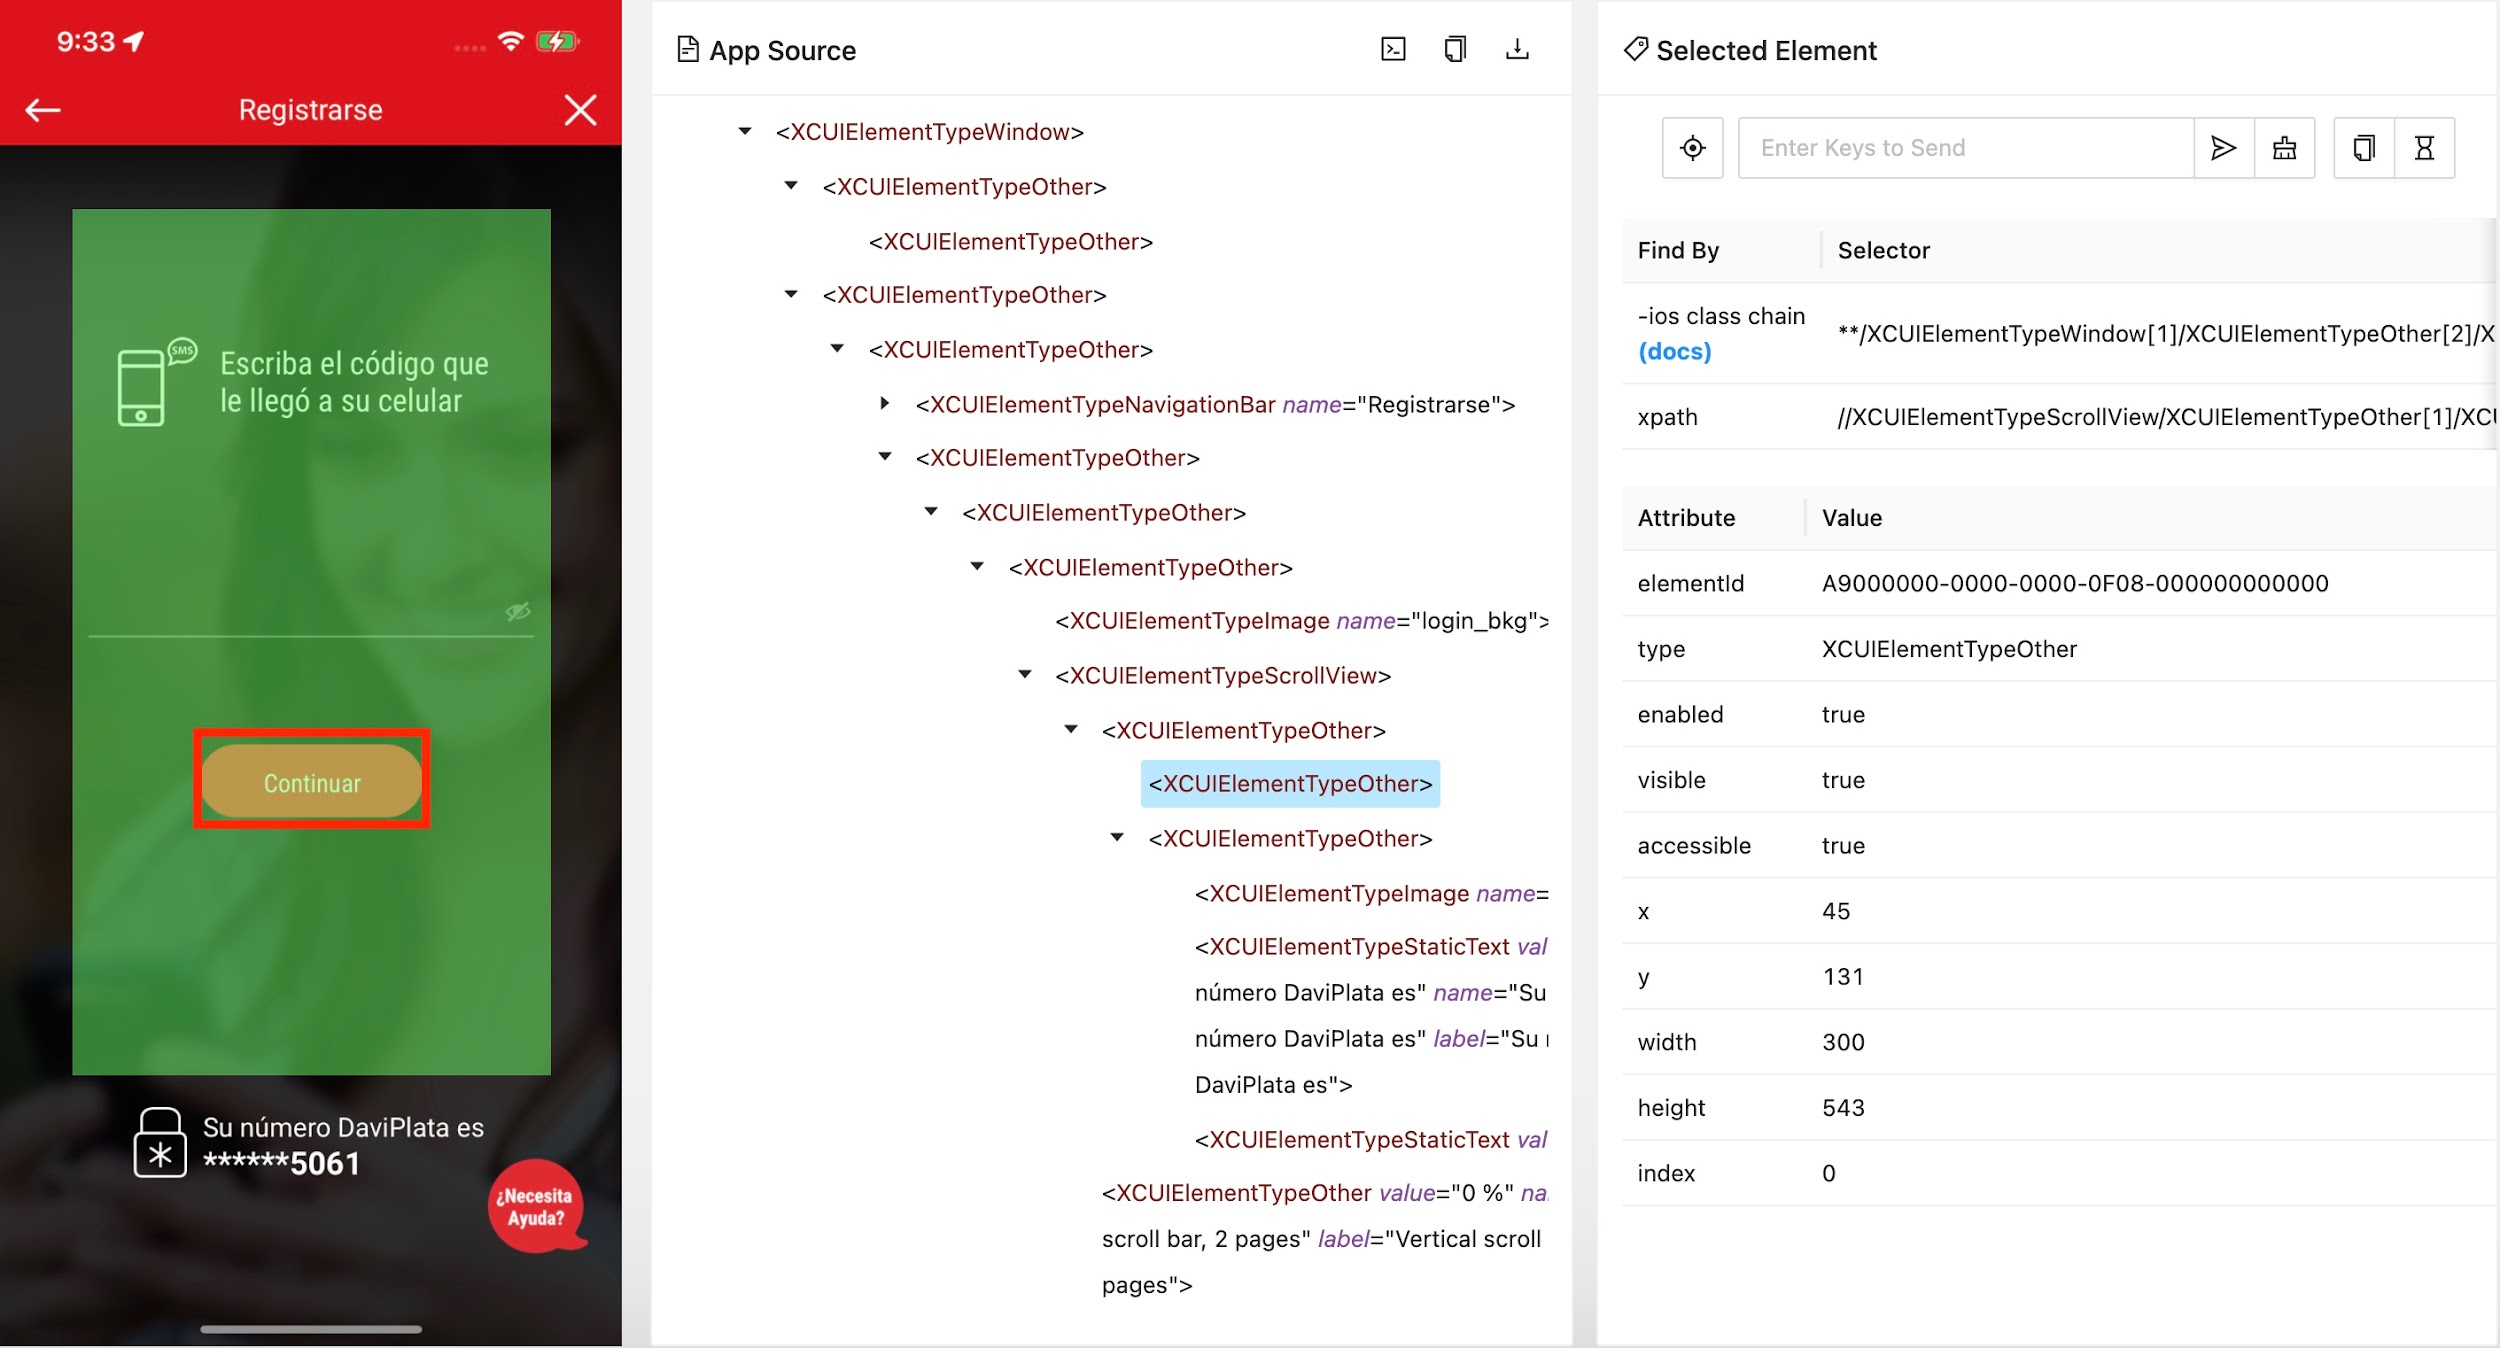 9:33
Registrarse
SMS
Escriba el código que
le llegó a su celular
Continuar
Su número DaviPlata es
******5061
¿Necesita
Ayuda?
App Source
<XCUIElementTypeWindow>
<XCUIElementTypeOther>
<XCUIElementTypeOther>
<XCUIElementTypeOther>
<XCUIElementTypeOther>
<XCUIElementTypeNavigationBar name="Registrarse">
<XCUIElementTypeOther>
<XCUIElementTypeOther>
<XCUIElementTypeOther>
<XCUIElementTypeImage name="login_bkg">
<XCUIElementTypeScrollView>
<XCUIElementTypeOther>
<XCUIElementTypeOther>
<XCUIElementTypeOther>
<XCUIElementTypeImage name=
<XCUIElementTypeStaticText val
número DaviPlata es" name="Su
número DaviPlata es" label="Su
DaviPlata es">
<XCUIElementTypeStaticText val
<XCUIElementTypeOther value="0 %" na
scroll bar, 2 pages" label="Vertical scroll
pages">
Selected Element
Enter Keys to Send
Find By Selector
-ios class chain
(docs)
**/XCUIElementTypeWindow[1]/XCUIElementTypeOther[2]/X
xpath //XCUIElementTypeScrollView/XCUIElementTypeOther[1]/XCU
Attribute Value
elementId A9000000-0000-0000-0F08-000000000000
type XCUIElementTypeOther
enabled true
visible true
accessible true
x 45
y 131
width 300
height 543
index 0